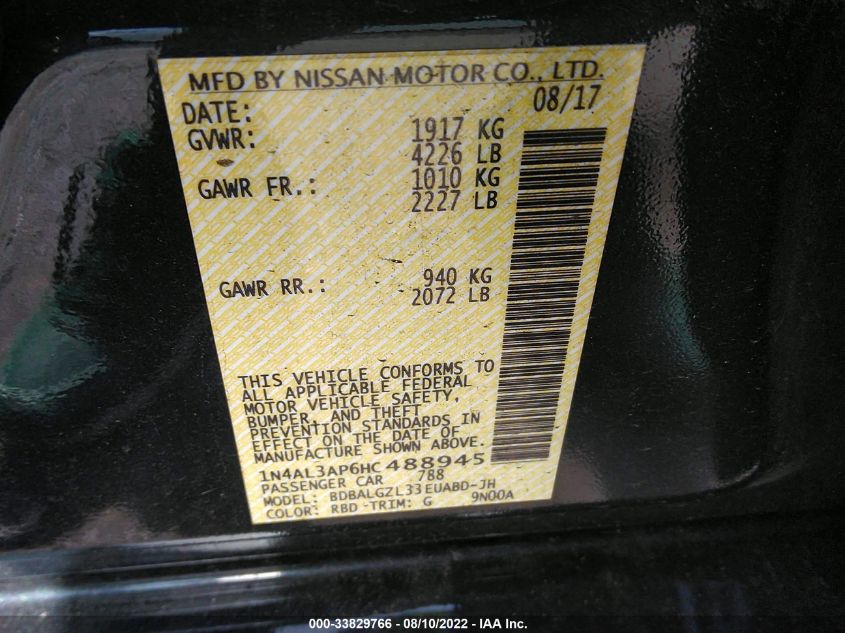 MFD BY NISSAN MOTOR CO., LTD.
DATE: 08/17
GVWR: 1917 KG
4226 LB
GAWR FR.: 1010 KG
2227 LB
GAWR RR.: 940 KG
2072 LB
THIS VEHICLE CONFORMS TO
ALL APPLICABLE FEDERAL
MOTOR VEHICLE SAFETY,
BUMPER, AND THEFT
PREVENTION STANDARDS IN
EFFECT ON THE DATE OF
MANUFACTURE SHOWN ABOVE.
1N4AL3AP6HC488945
PASSENGER CAR 788
MODEL: BDBALGZL33EUABD-JH
COLOR: RBD TRIM: G 9N00A
000-33829766 - 08/10/2022 - IAA Inc.